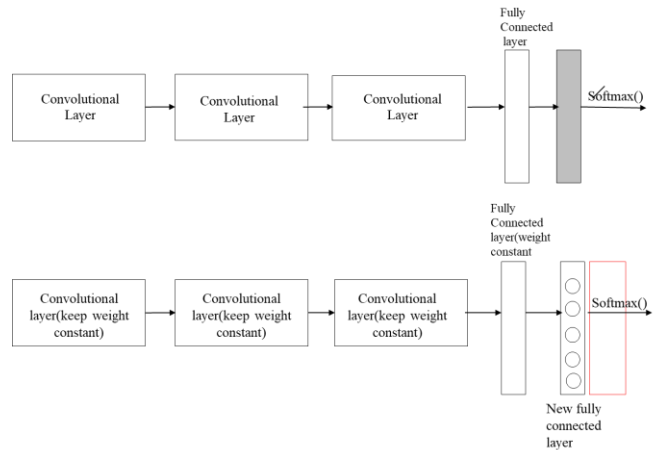 Fully
Connected
layer
Convolutional
Layer
Convolutional
Layer
Convolutional
Layer
Softmax()
Fully
Connected
layer(weight
constant
Convolutional
layer(keep weight
constant)
Convolutional
layer(keep weight
constant)
Convolutional
layer(keep weight
constant)
Softmax()
New fully
connected
layer